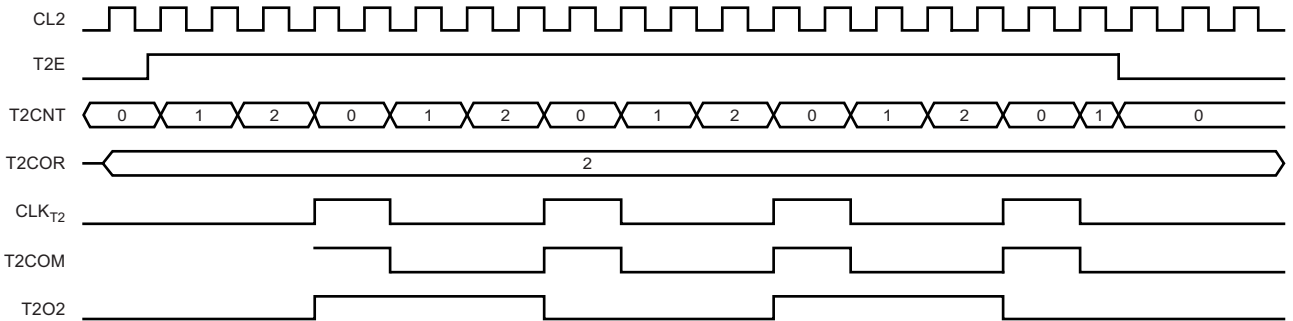 CL2
T2E
T2CNT 0 1 2 0 1 2 0 1 2 0 1 2 0 1 0
T2COR 2
CLKT2
T2COM
T2O2